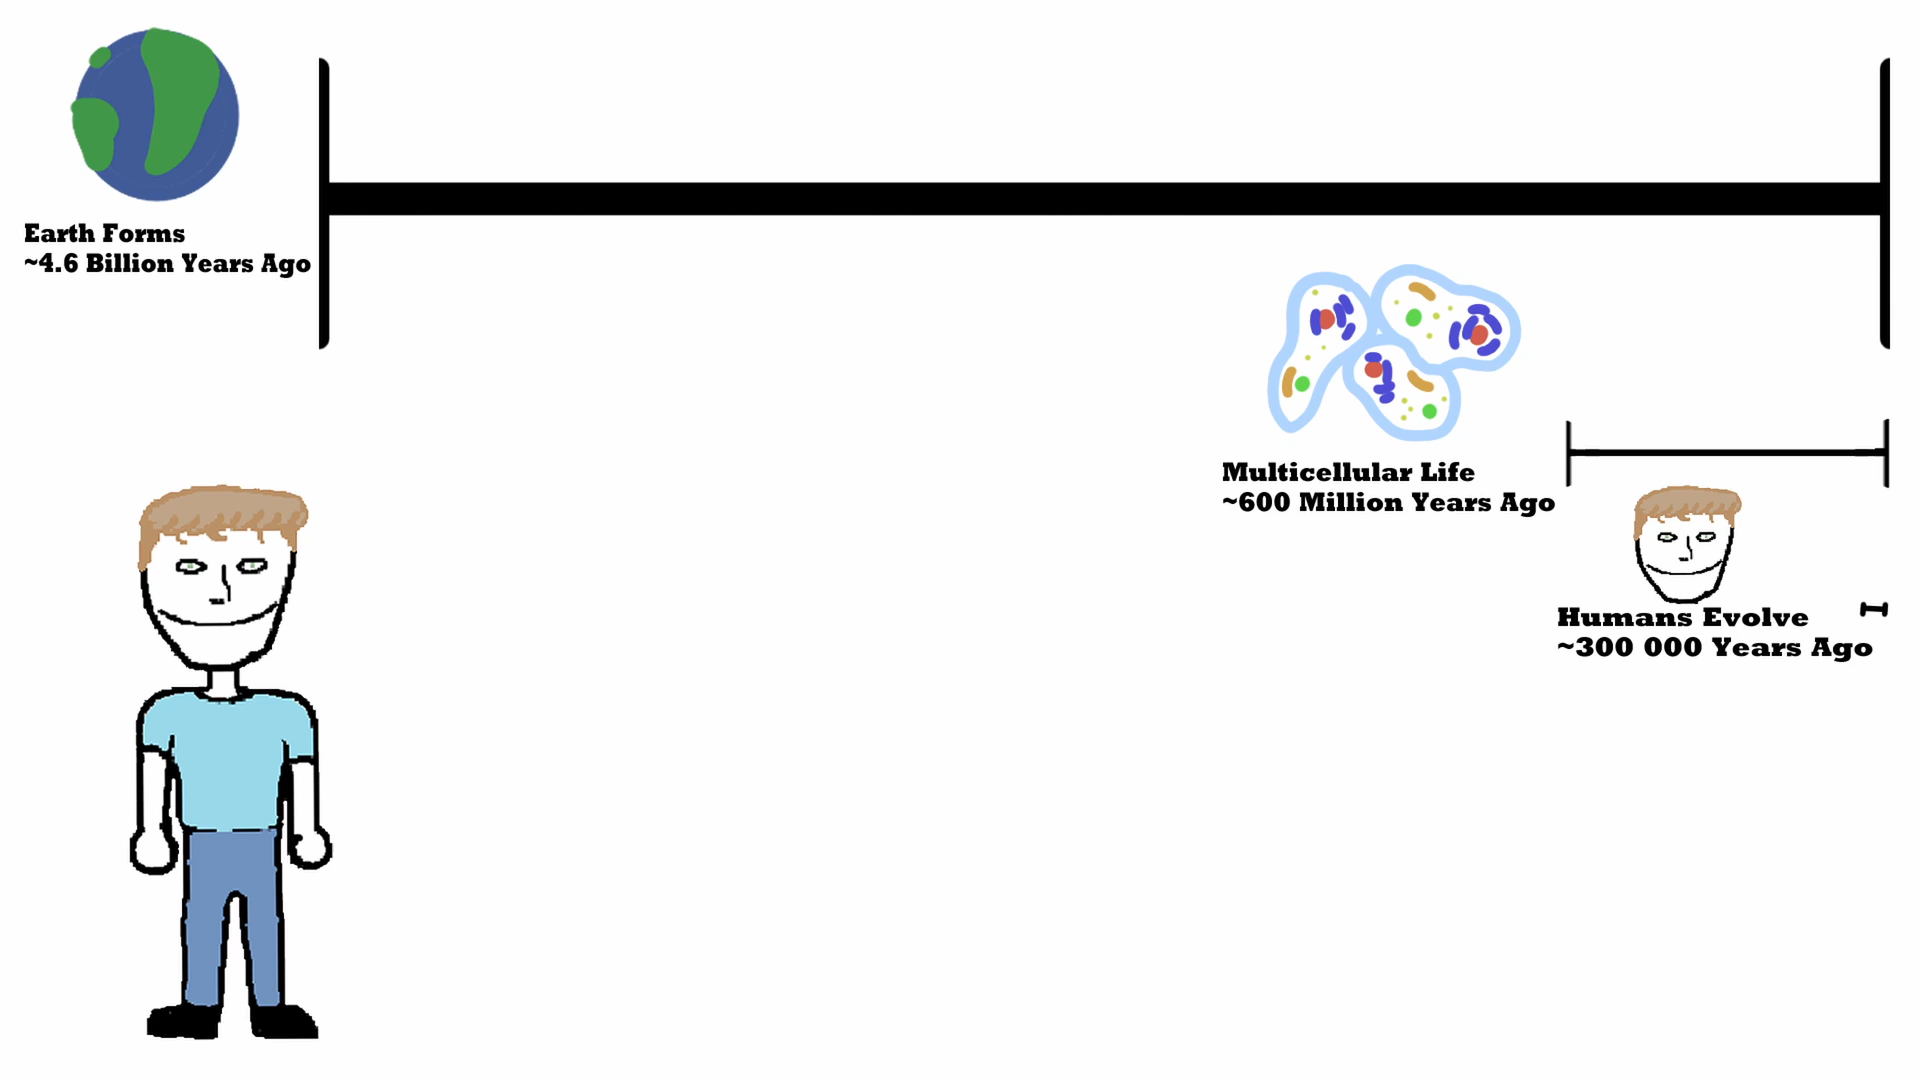 Earth Forms
~4.6 Billion Years Ago
Multicellular Life
~600 Million Years Ago
Humans Evolve
~300 000 Years Ago